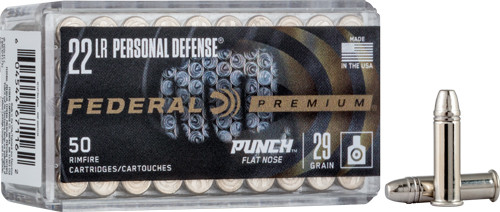 22 LR PERSONAL DEFENSE®
MADE
IN THE USA
FEDERAL PREMIUM
50
RIMFIRE
CARTRIDGES/CARTOUCHES
PUNCH
FLAT NOSE
29
GRAIN